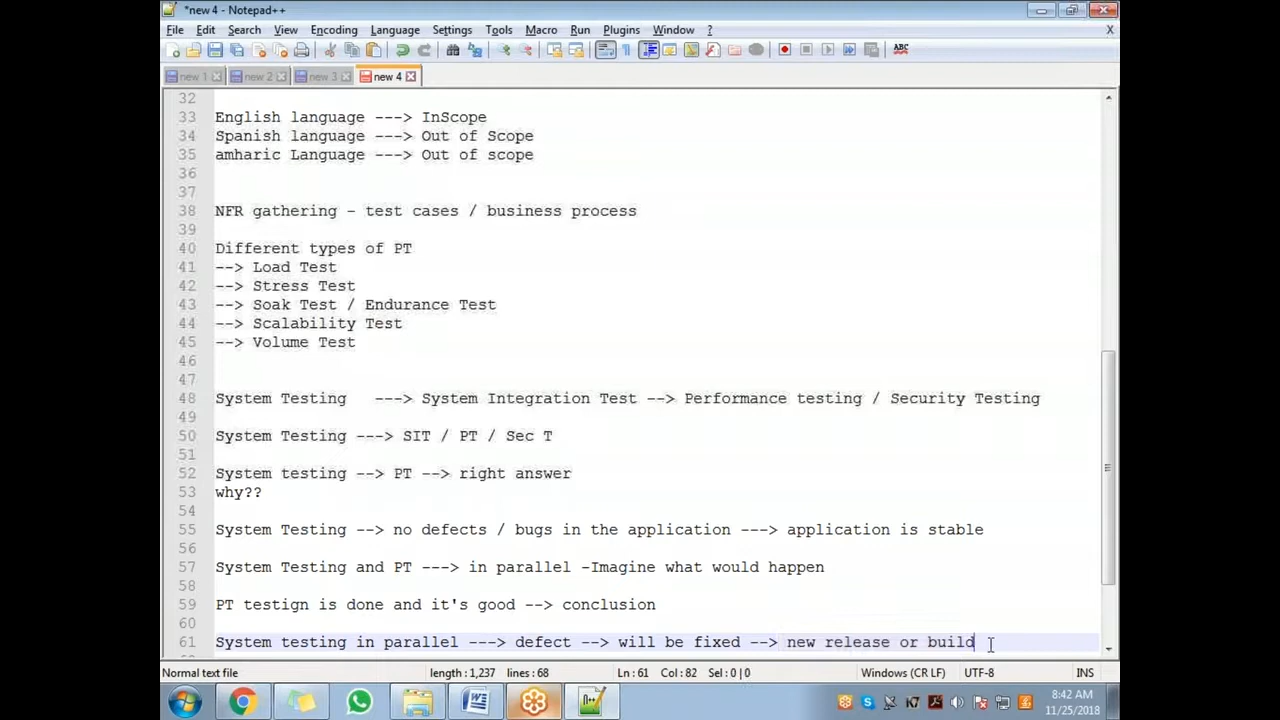 *new 4 - Notepad++
File Edit Search View Encoding Language Settings Tools Macro Run Plugins Window ? X
ABC
new 1 new 2 new 3 new 4
32
33 English language ---> InScope
34 Spanish language ---> Out of Scope
35 amharic Language ---> Out of scope
36
37
38 NFR gathering - test cases / business process
39
40 Different types of PT
41 --> Load Test
42 --> Stress Test
43 --> Soak Test / Endurance Test
44 --> Scalability Test
45 --> Volume Test
46
47
48 System Testing ---> System Integration Test --> Performance testing / Security Testing
49
50 System Testing ---> SIT / PT / Sec T
51
52 System testing --> PT --> right answer
53 why??
54
55 System Testing --> no defects / bugs in the application ---> application is stable
56
57 System Testing and PT ---> in parallel -Imagine what would happen
58
59 PT testign is done and it's good --> conclusion
60
61 System testing in parallel ---> defect --> will be fixed --> new release or build
Normal text file length : 1,237 lines : 68 Ln : 61 Col : 82 Sel : 0 | 0 Windows (CR LF) UTF-8 INS
8:42 AM
11/25/2018